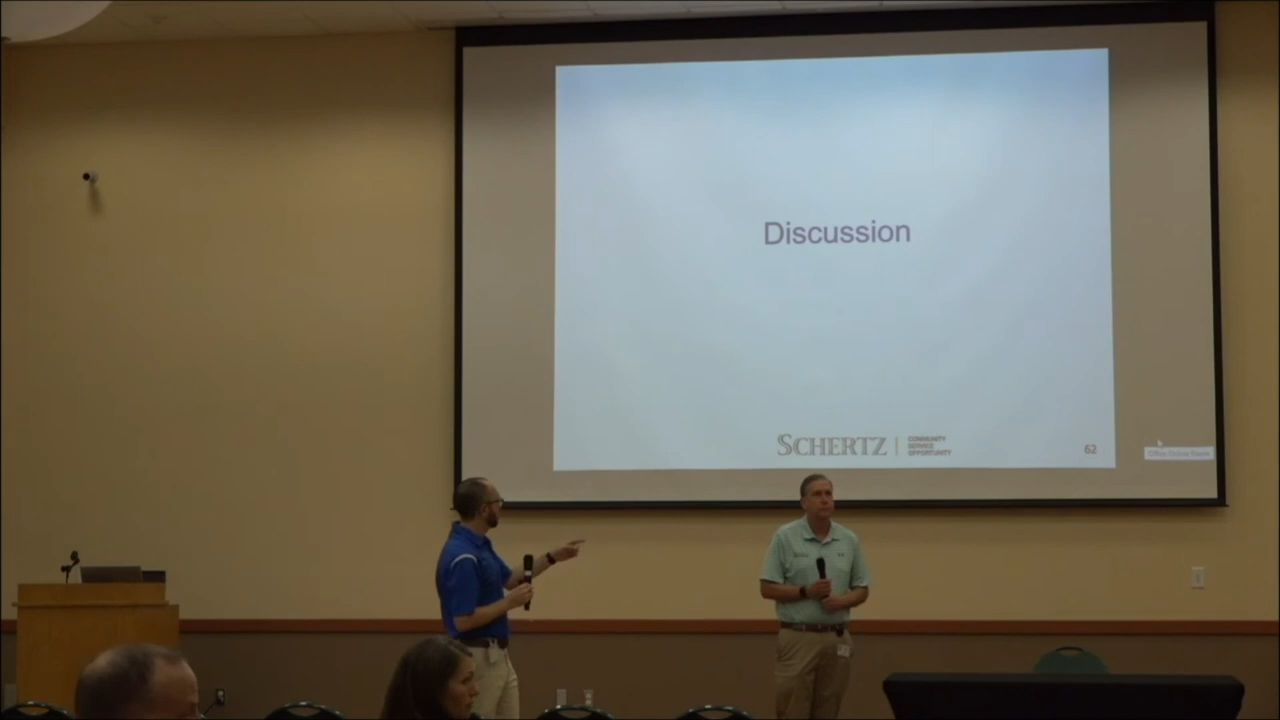 Discussion
SCHERTZ
COMMUNITY
SERVICE
OPPORTUNITY
62